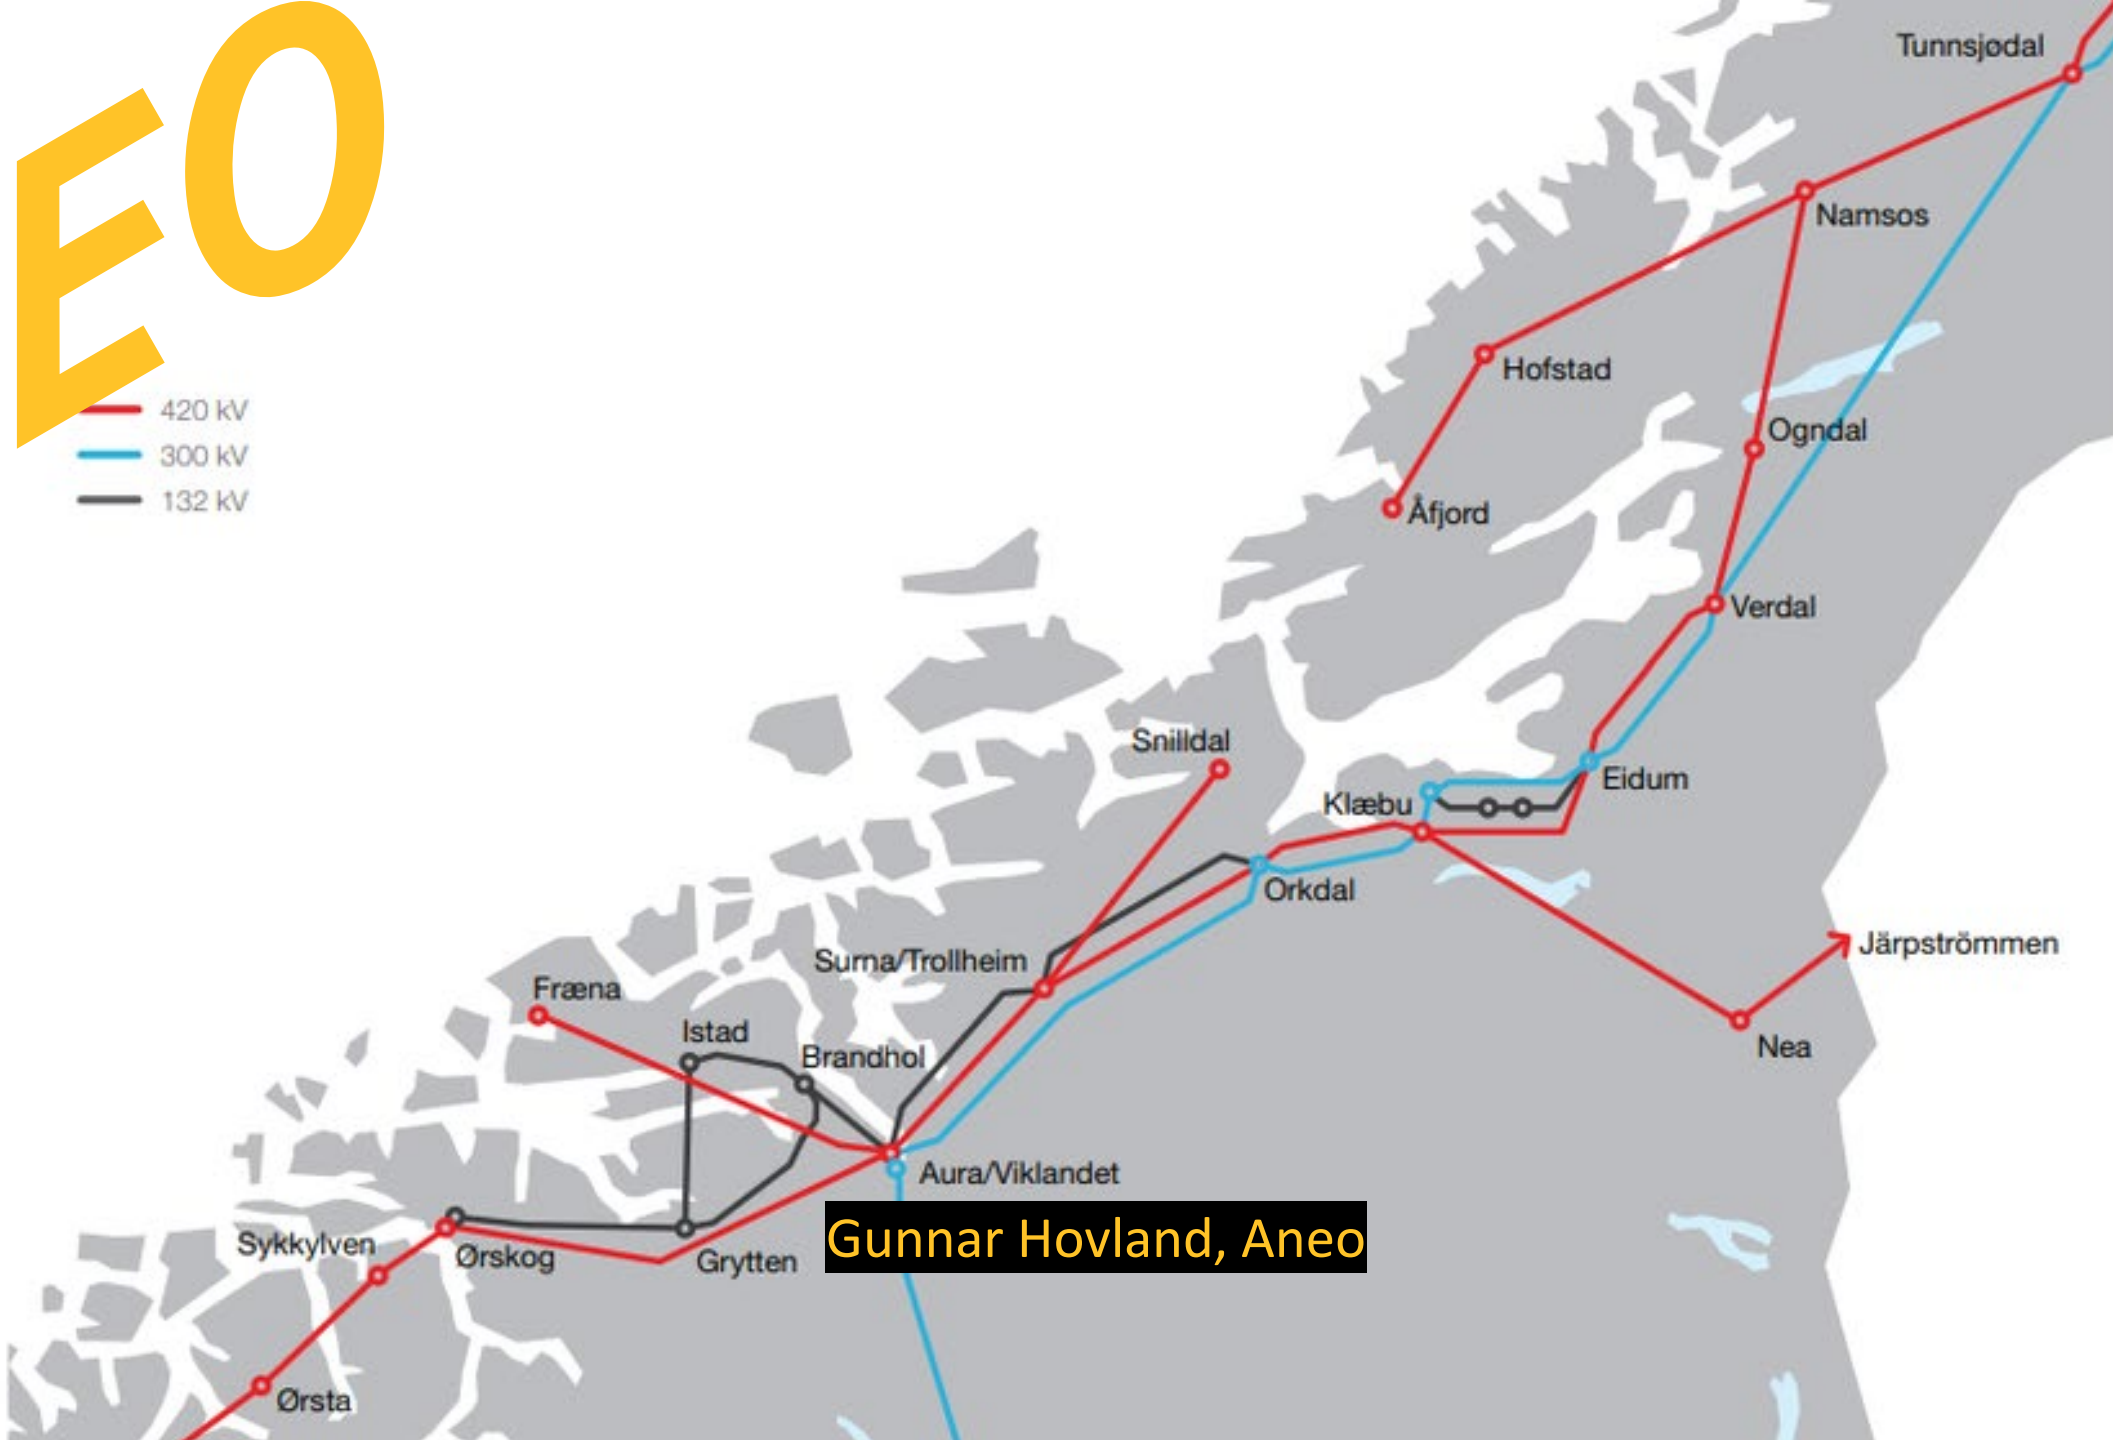 EO
420 kV
300 kV
132 kV
Tunnsjødal
Namsos
Hofstad
Ogndal
Åfjord
Verdal
Snilldal
Eidum
Klæbu
Orkdal
Järpströmmen
Surna/Trollheim
Fræna
Istad
Nea
Brandhol
Aura/Viklandet
Gunnar Hovland, Aneo
Sykkylven
Ørskog
Grytten
Ørsta